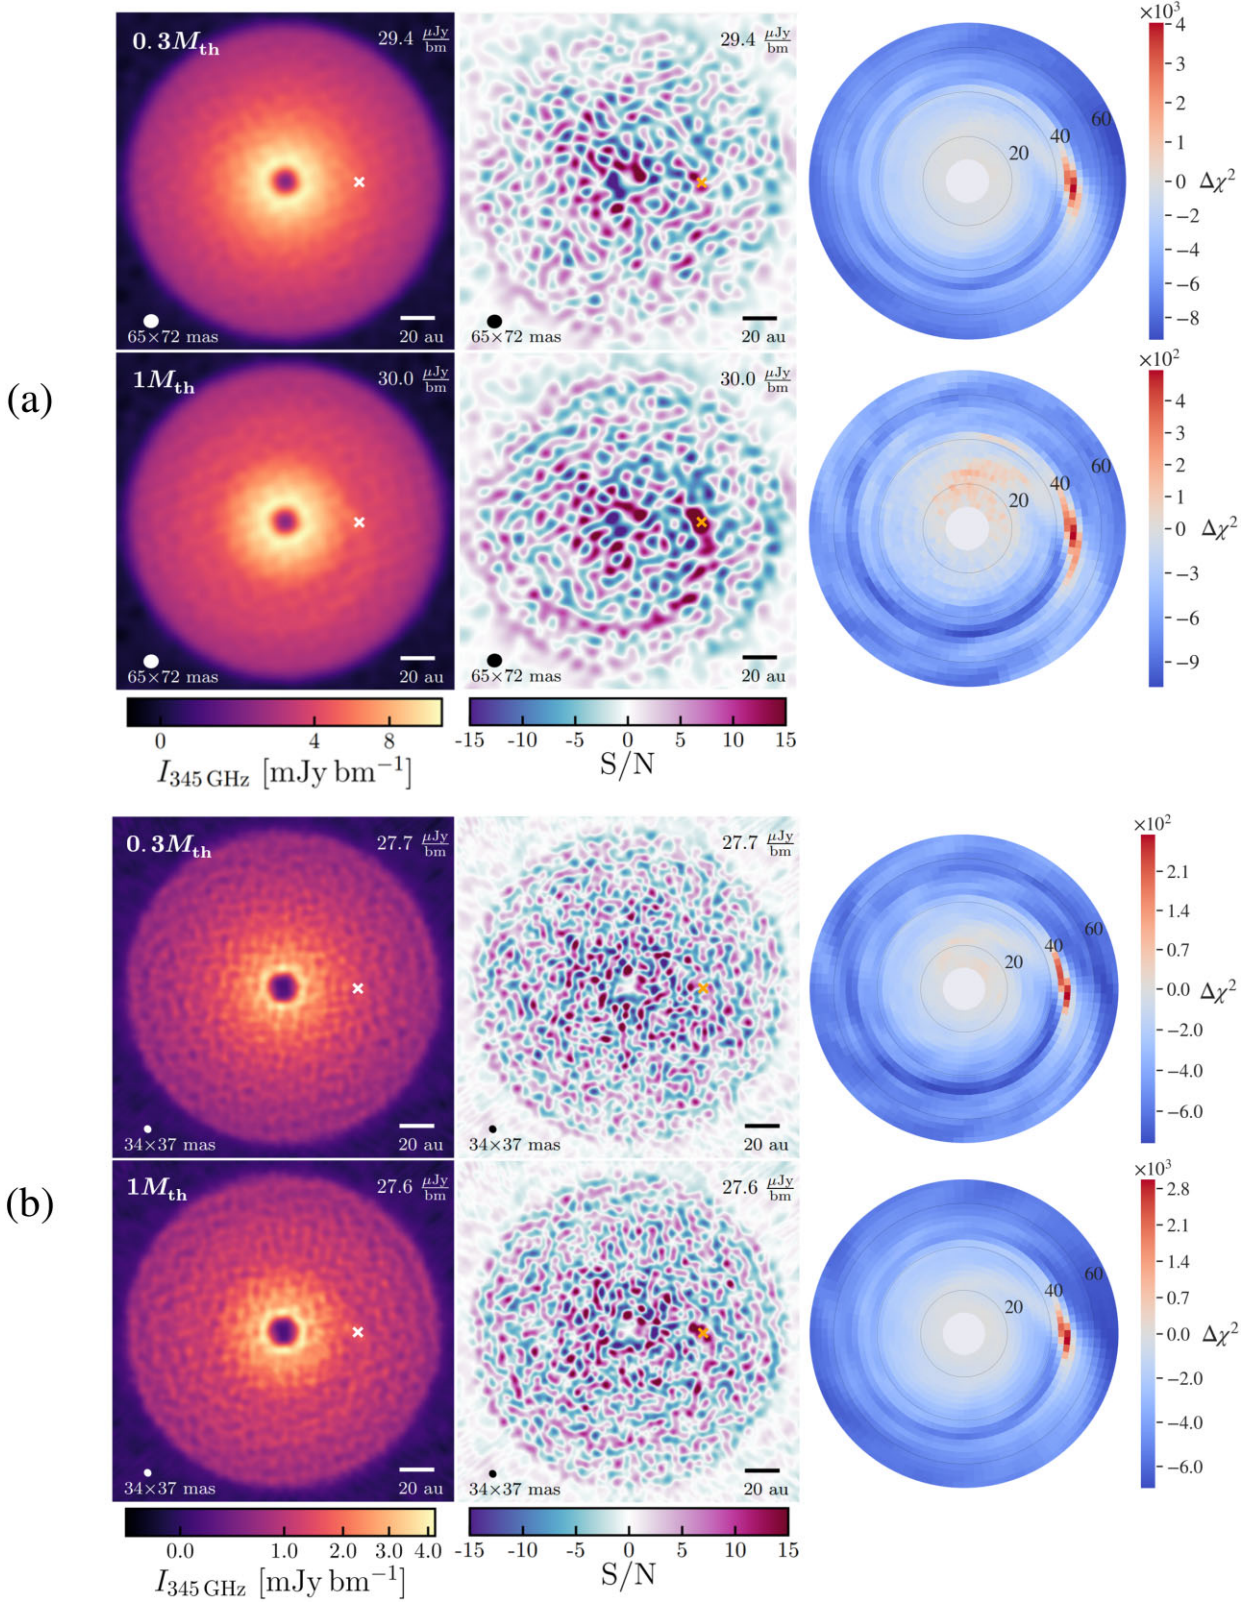 ×10³
0.3M_th
29.4 μJy/bm
29.4 μJy/bm
4
3
2
1
0
−2
−4
−6
−8
Δχ²
60
40
20
65×72 mas
20 au
65×72 mas
20 au
(a)
×10²
1M_th
30.0 μJy/bm
30.0 μJy/bm
4
3
2
1
0
−3
−6
−9
Δχ²
60
40
20
65×72 mas
20 au
65×72 mas
20 au
0 4 8
I_345 GHz [mJy bm⁻¹]
-15 -10 -5 0 5 10 15
S/N
×10²
0.3M_th
27.7 μJy/bm
27.7 μJy/bm
2.1
1.4
0.7
0.0
−2.0
−4.0
−6.0
Δχ²
60
40
20
34×37 mas
20 au
34×37 mas
20 au
(b)
×10³
1M_th
27.6 μJy/bm
27.6 μJy/bm
2.8
2.1
1.4
0.7
0.0
−2.0
−4.0
−6.0
Δχ²
60
40
20
34×37 mas
20 au
34×37 mas
20 au
0.0 1.0 2.0 3.0 4.0
I_345 GHz [mJy bm⁻¹]
-15 -10 -5 0 5 10 15
S/N